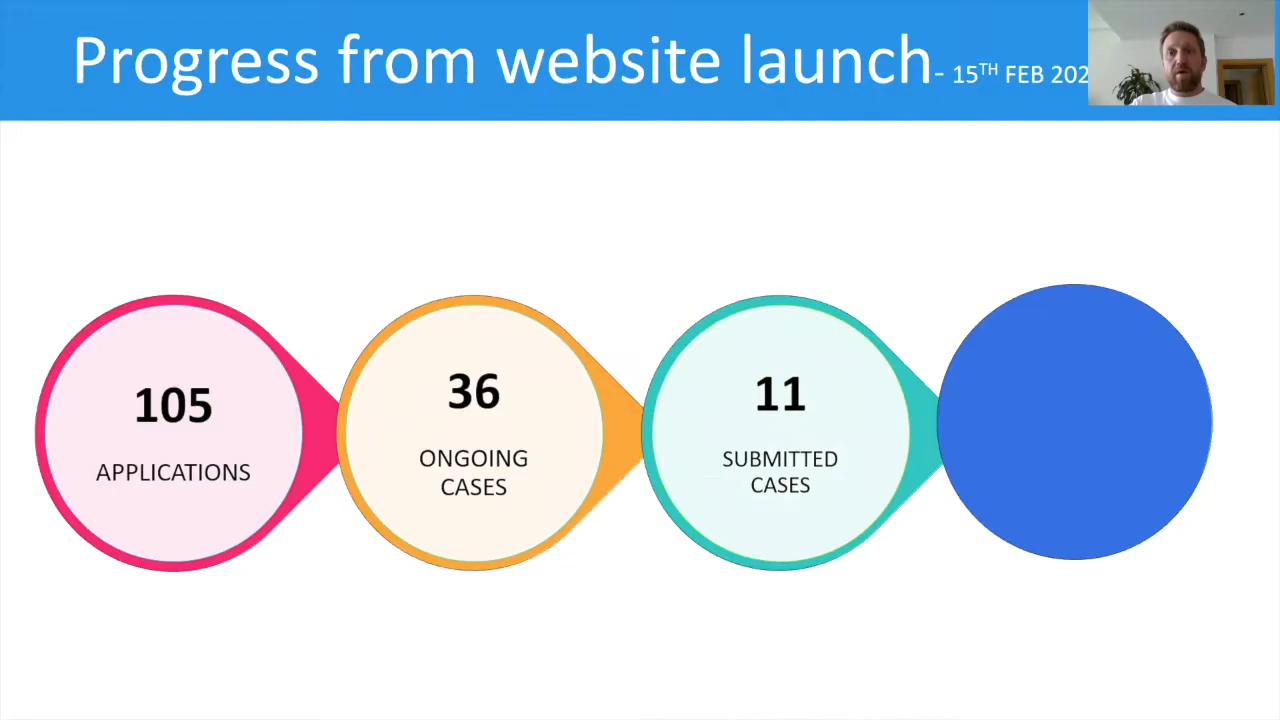 Progress from website launch- 15TH FEB 202
105
APPLICATIONS
36
ONGOING
CASES
11
SUBMITTED
CASES